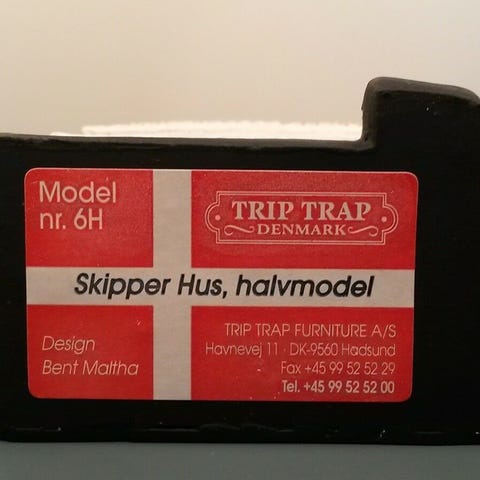 Model
nr. 6H
TRIP TRAP
DENMARK
Skipper Hus, halvmodel
Design
Bent Maltha
TRIP TRAP FURNITURE A/S
Havnevej 11 · DK-9560 Hadsund
Fax +45 99 52 52 29
Tel. +45 99 52 52 00